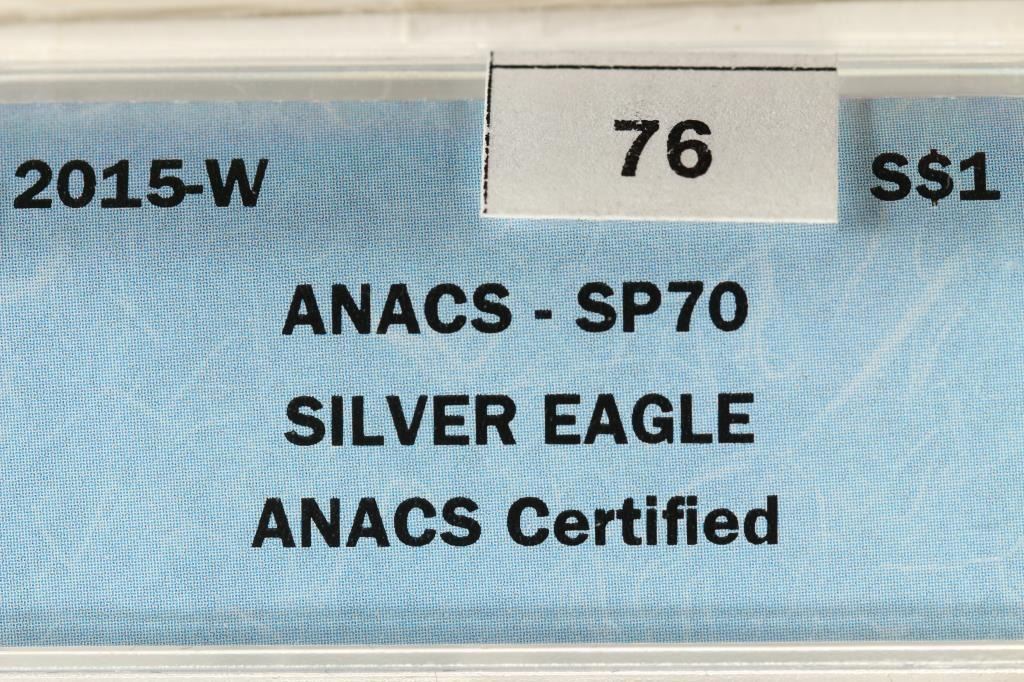 76
2015-W S$1
ANACS - SP70
SILVER EAGLE
ANACS Certified